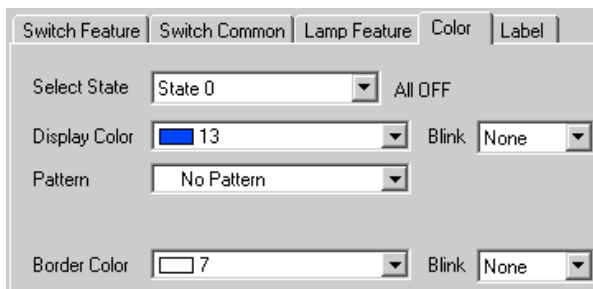 Switch Feature Switch Common Lamp Feature Color Label
Select State State 0 All OFF
Display Color 13 Blink None
Pattern No Pattern
Border Color 7 Blink None